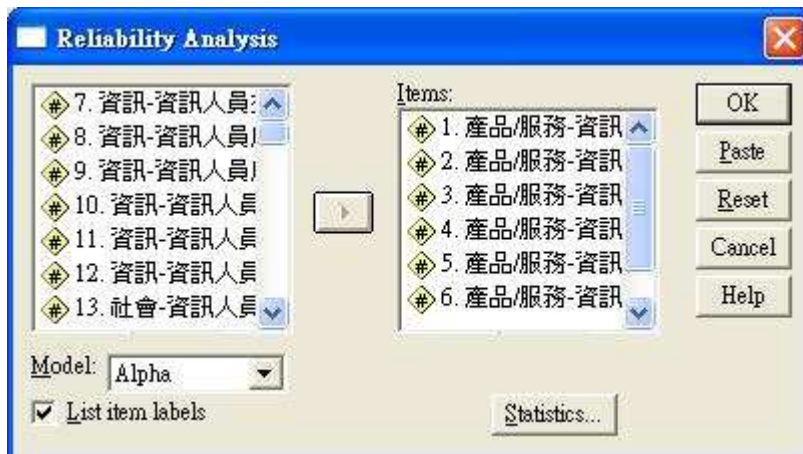 Reliability Analysis
7. 資訊-資訊人員
8. 資訊-資訊人員
9. 資訊-資訊人員
10. 資訊-資訊人員
11. 資訊-資訊人員
12. 資訊-資訊人員
13. 社會-資訊人員
Model:
Alpha
List item labels
Items:
1. 產品/服務-資訊
2. 產品/服務-資訊
3. 產品/服務-資訊
4. 產品/服務-資訊
5. 產品/服務-資訊
6. 產品/服務-資訊
Statistics...
OK
Paste
Reset
Cancel
Help